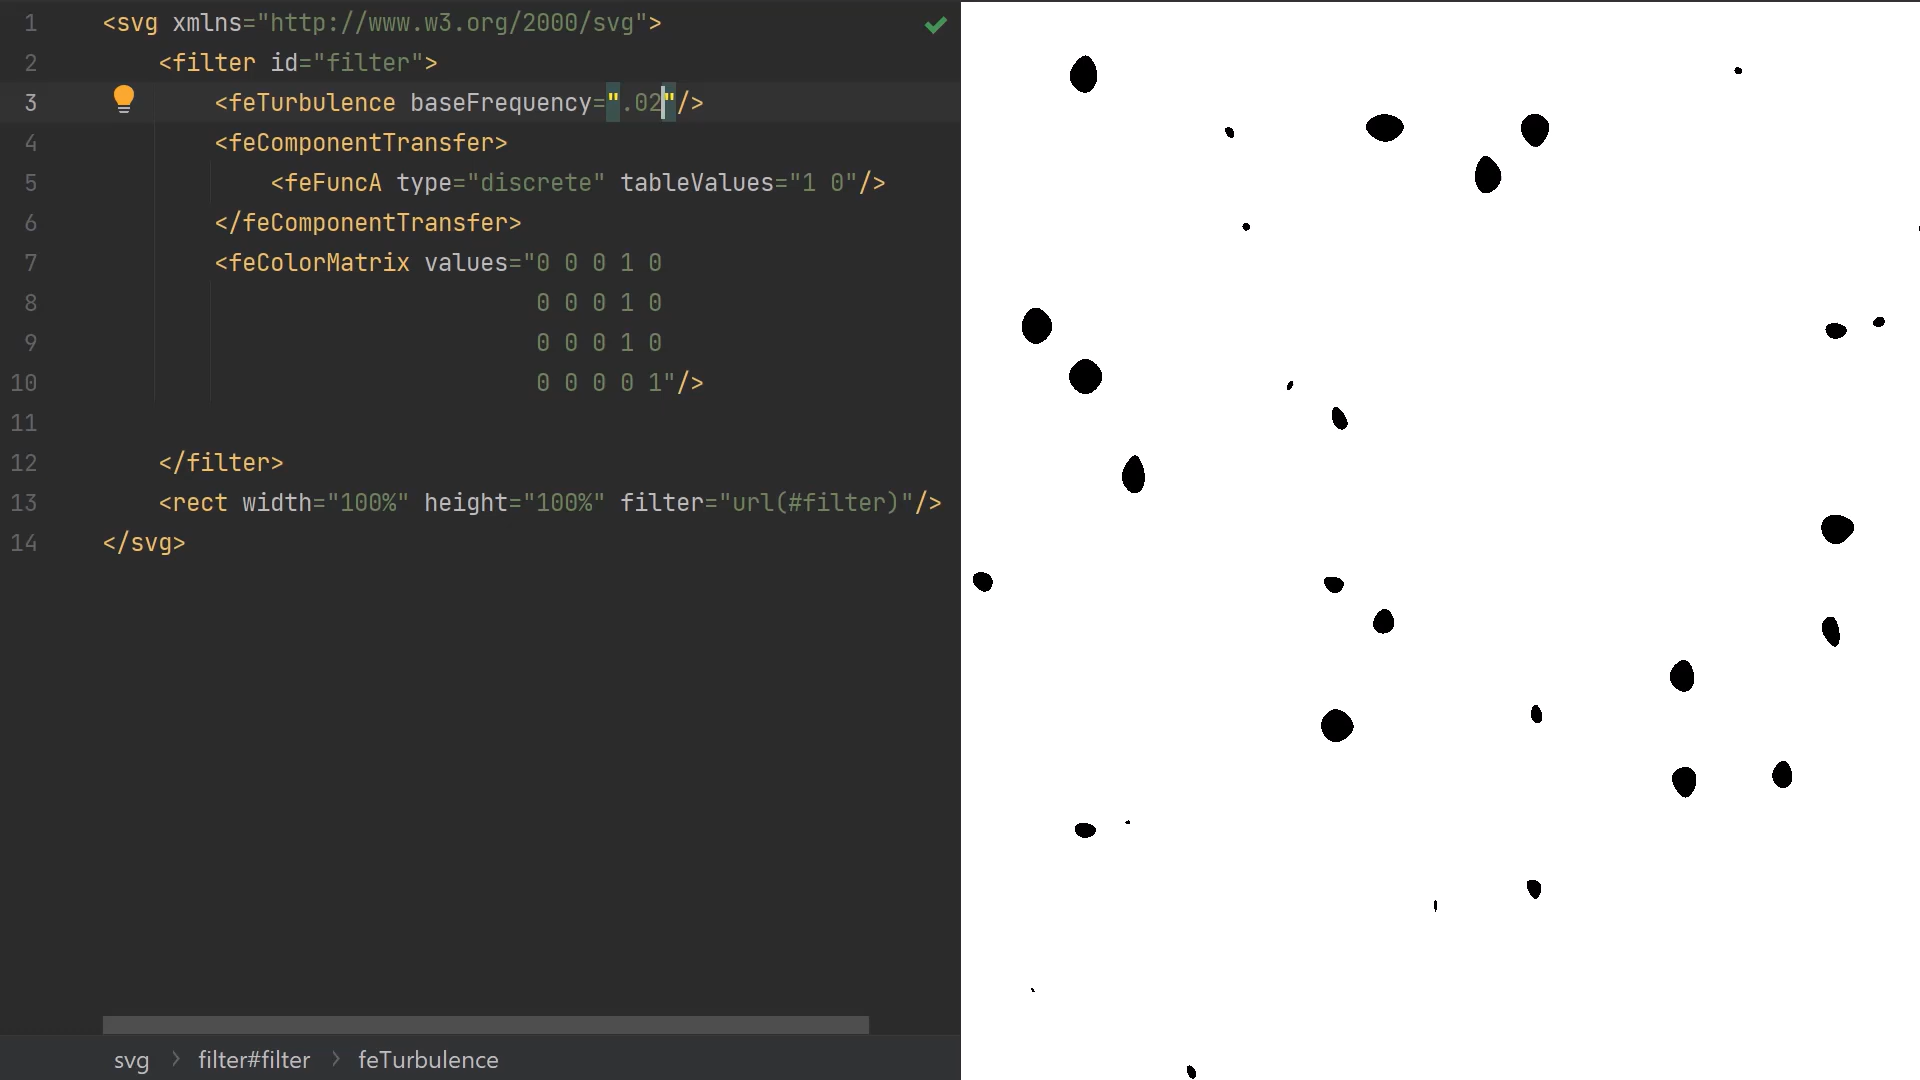 1 <svg xmlns="http://www.w3.org/2000/svg">
2 <filter id="filter">
3 <feTurbulence baseFrequency=".02"/>
4 <feComponentTransfer>
5 <feFuncA type="discrete" tableValues="1 0"/>
6 </feComponentTransfer>
7 <feColorMatrix values="0 0 0 1 0
8 0 0 0 1 0
9 0 0 0 1 0
10 0 0 0 0 1"/>
11
12 </filter>
13 <rect width="100%" height="100%" filter="url(#filter)"/>
14 </svg>
svg > filter#filter > feTurbulence